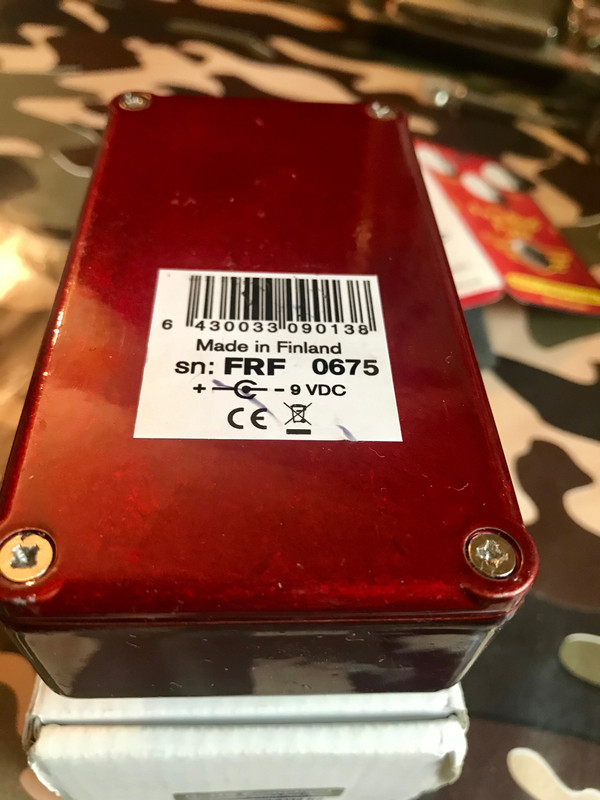 6 430033 090138
Made in Finland
sn: FRF 0675
+ - 9 VDC
CE